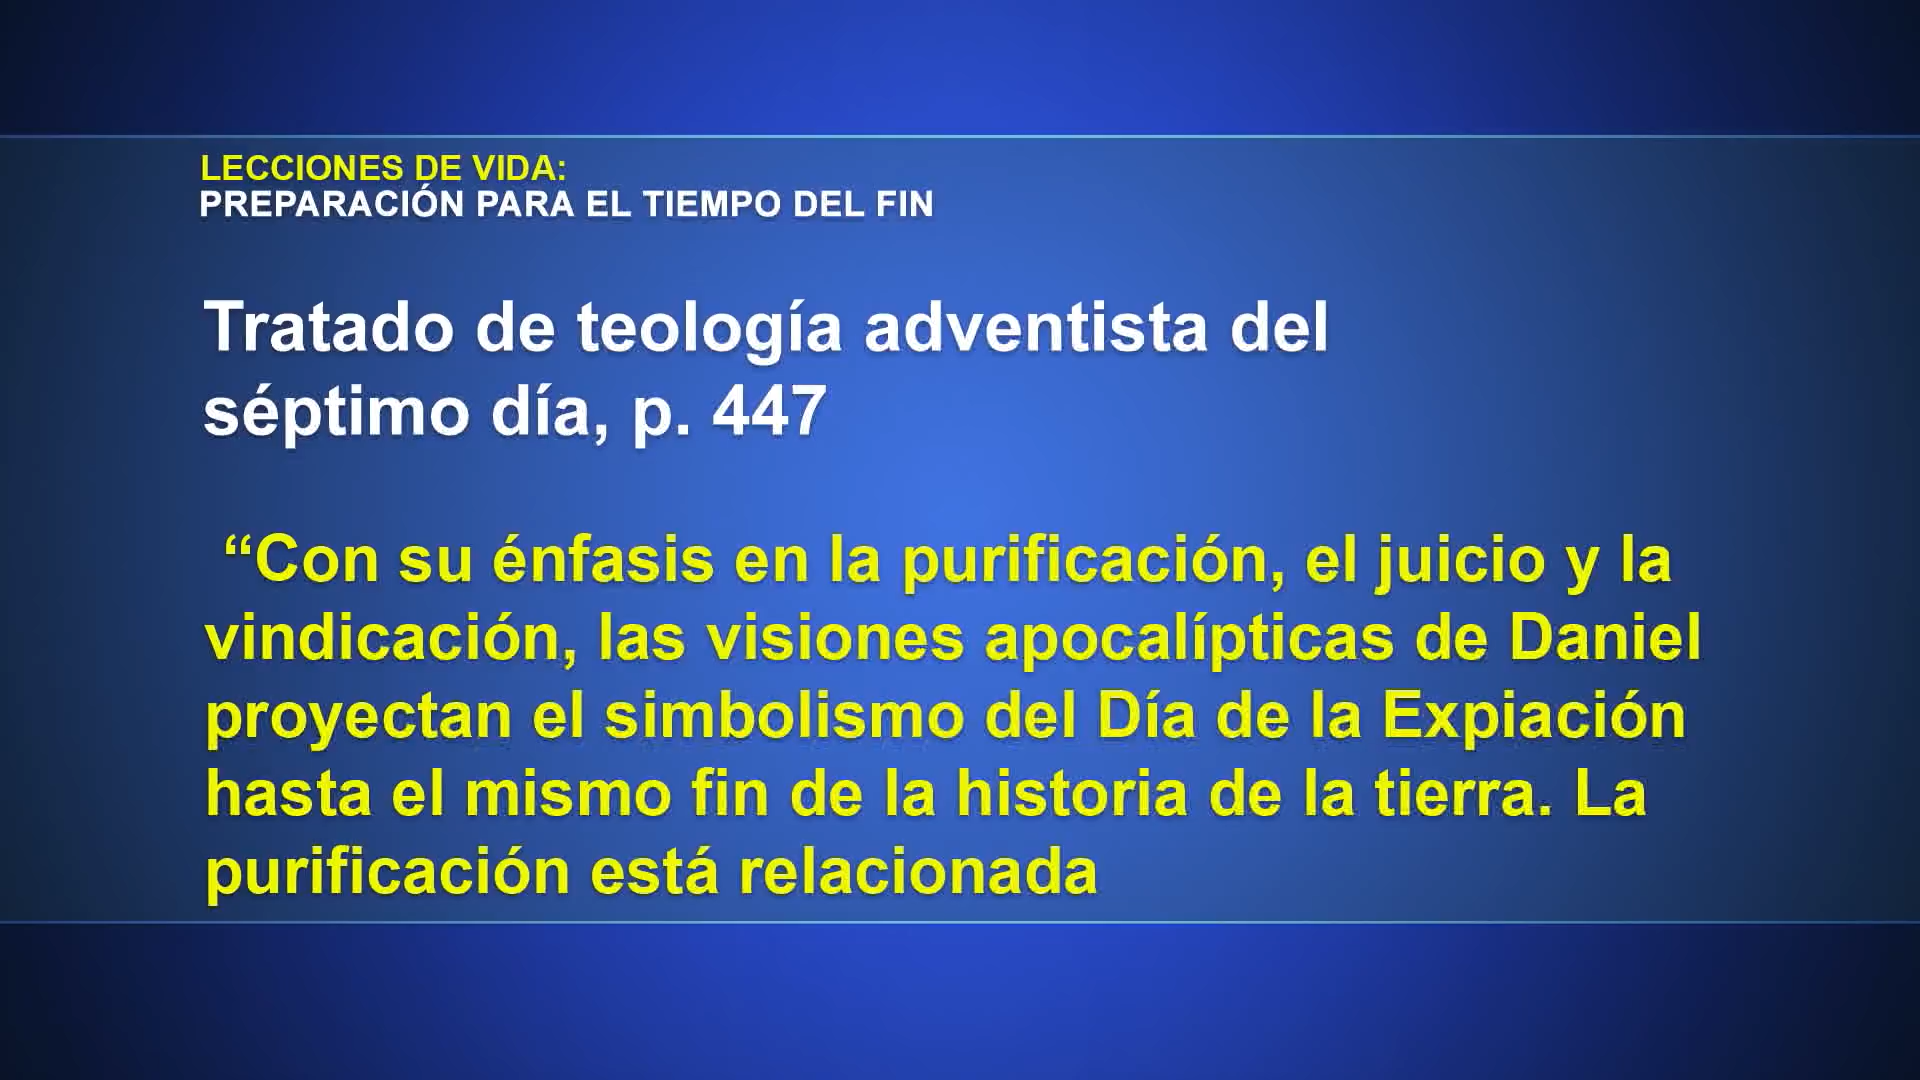 LECCIONES DE VIDA:
PREPARACIÓN PARA EL TIEMPO DEL FIN
Tratado de teología adventista del
séptimo día, p. 447
“Con su énfasis en la purificación, el juicio y la
vindicación, las visiones apocalípticas de Daniel
proyectan el simbolismo del Día de la Expiación
hasta el mismo fin de la historia de la tierra. La
purificación está relacionada